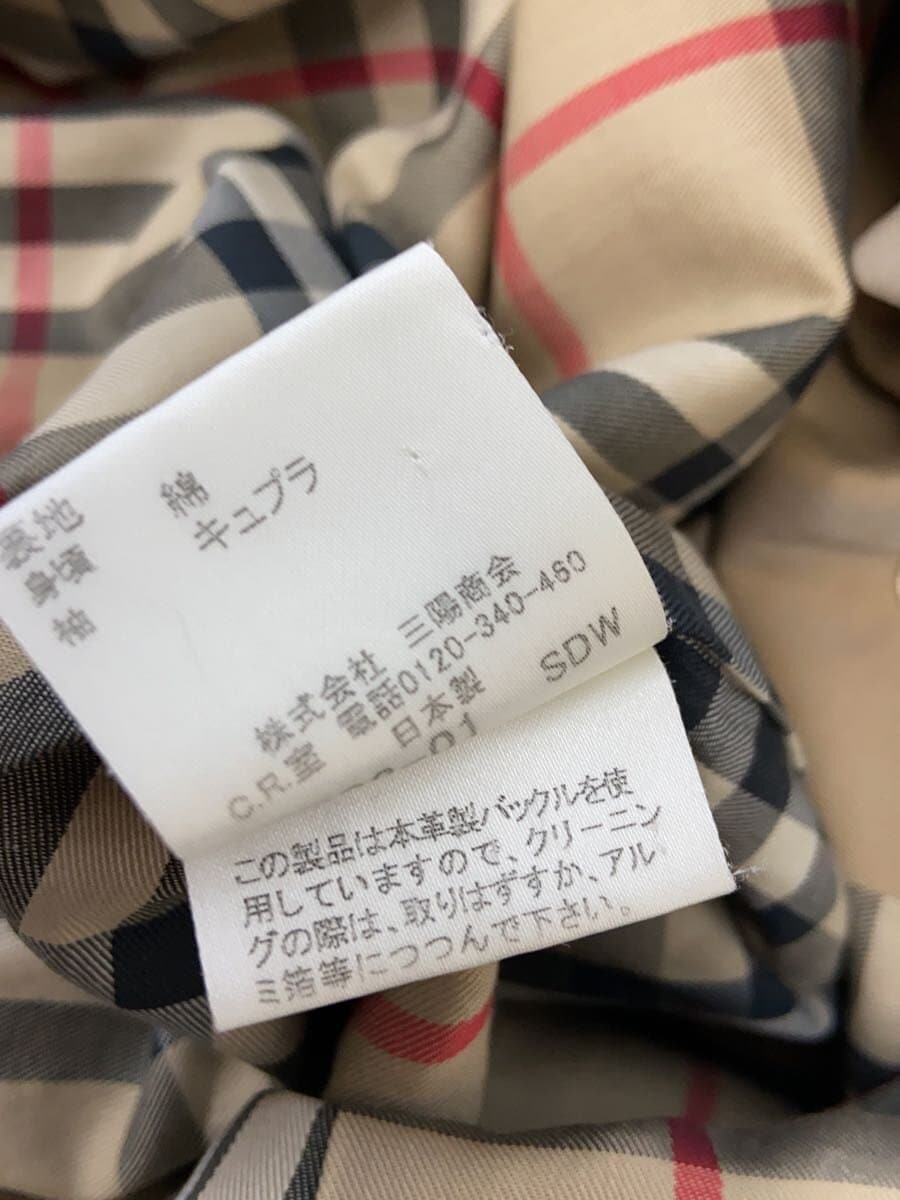 裏地
身頃 綿
袖 キュプラ
株式会社 三陽商会
C.R.室 電話0120-340-460
日本製 SDW
-01
この製品は本革製バックルを使
用していますので、クリーニン
グの際は、取りはずすか、アル
ミ箔等につつんで下さい。